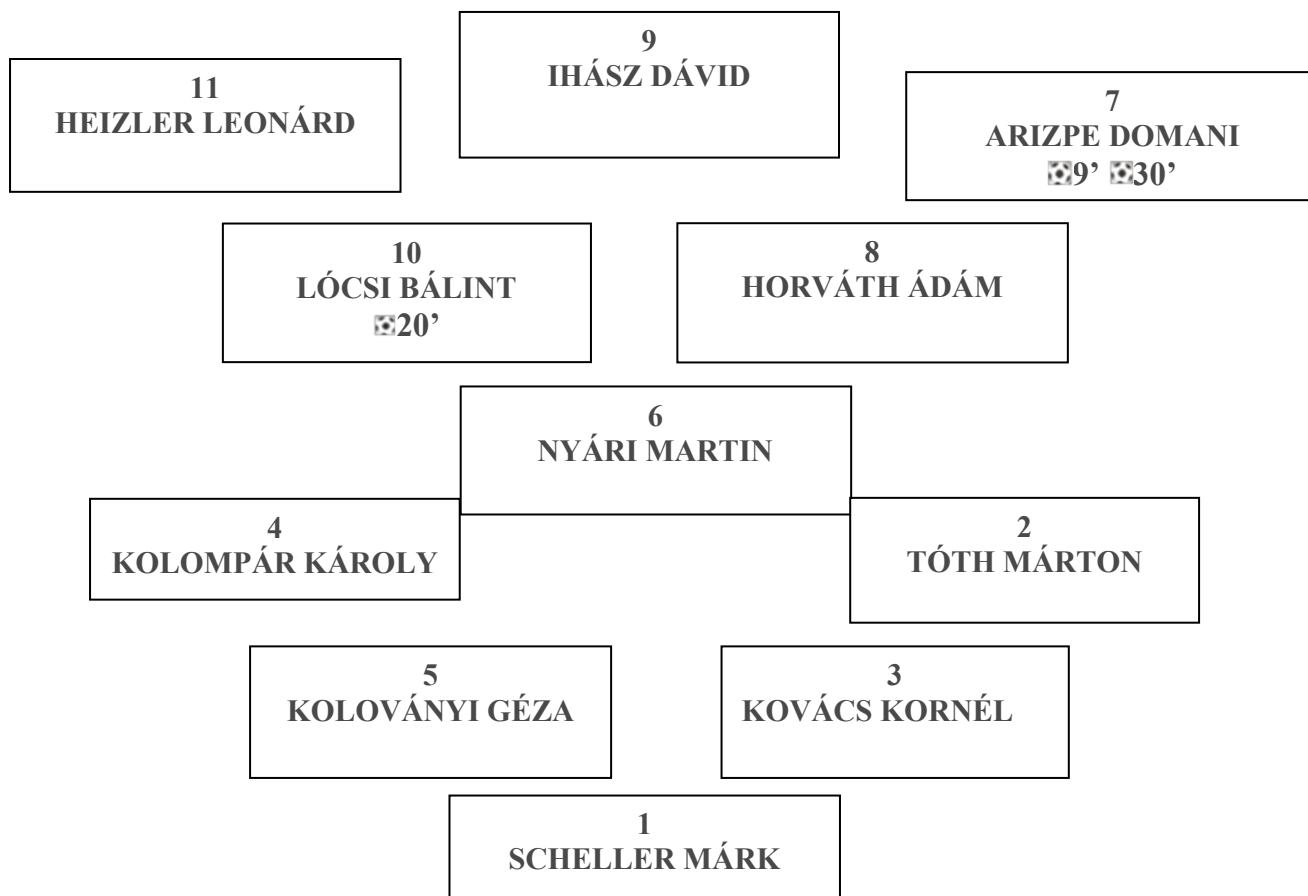 9
IHÁSZ DÁVID
11
HEIZLER LEONÁRD
7
ARIZPE DOMANI
⚽9’ ⚽30’
10
LÓCSI BÁLINT
⚽20’
8
HORVÁTH ÁDÁM
6
NYÁRI MARTIN
4
KOLOMPÁR KÁROLY
2
TÓTH MÁRTON
5
KOLOVÁNYI GÉZA
3
KOVÁCS KORNÉL
1
SCHELLER MÁRK